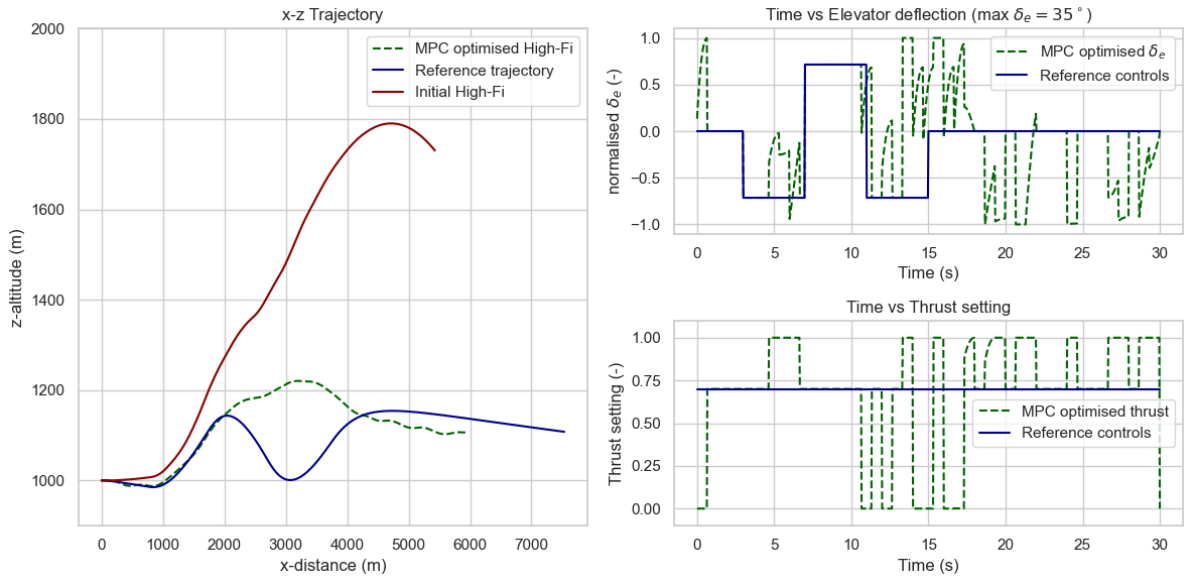 x-z Trajectory
2000
1800
1600
1400
1200
1000
z-altitude (m)
0 1000 2000 3000 4000 5000 6000 7000
x-distance (m)
MPC optimised High-Fi
Reference trajectory
Initial High-Fi
Time vs Elevator deflection (max δₑ = 35°)
1.0
0.5
0.0
−0.5
−1.0
normalised δₑ (-)
0 5 10 15 20 25 30
Time (s)
MPC optimised δₑ
Reference controls
Time vs Thrust setting
1.00
0.75
0.50
0.25
0.00
Thrust setting (-)
0 5 10 15 20 25 30
Time (s)
MPC optimised thrust
Reference controls